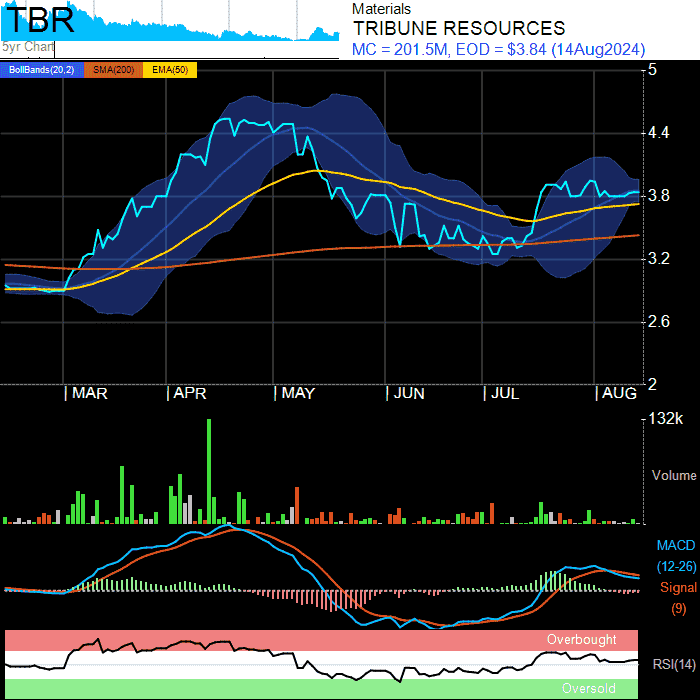 TBR
5yr Chart
Materials
TRIBUNE RESOURCES
MC = 201.5M, EOD = $3.84 (14Aug2024)
BollBands(20,2) SMA(200) EMA(50)
5
4.4
3.8
3.2
2.6
2
MAR APR MAY JUN JUL AUG
132k
Volume
MACD
(12-26)
Signal
(9)
Overbought
RSI(14)
Oversold